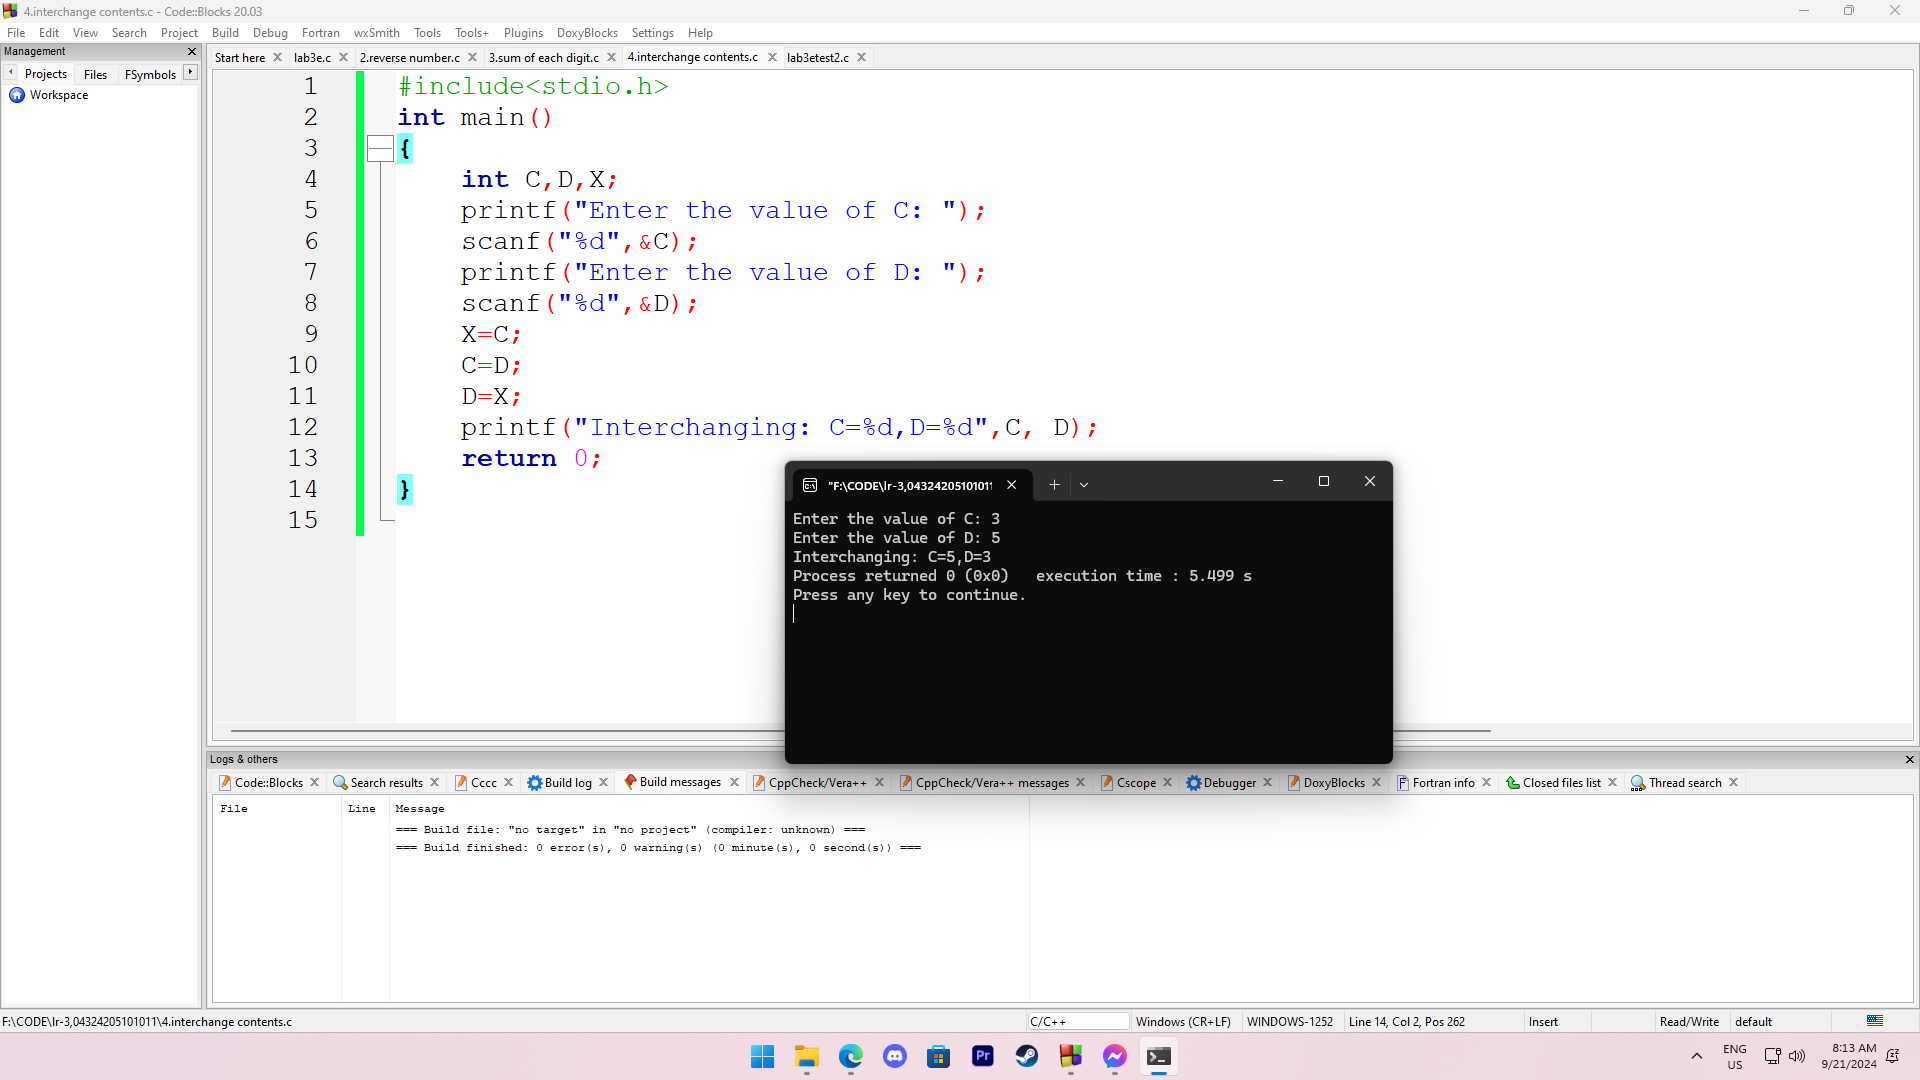 4.interchange contents.c - Code::Blocks 20.03
File Edit View Search Project Build Debug Fortran wxSmith Tools Tools+ Plugins DoxyBlocks Settings Help
Management
Projects Files FSymbols
Workspace
Start here lab3e.c 2.reverse number.c 3.sum of each digit.c 4.interchange contents.c lab3etest2.c
1 #include<stdio.h>
2 int main()
3 {
4 int C,D,X;
5 printf("Enter the value of C: ");
6 scanf("%d",&C);
7 printf("Enter the value of D: ");
8 scanf("%d",&D);
9 X=C;
10 C=D;
11 D=X;
12 printf("Interchanging: C=%d,D=%d",C, D);
13 return 0;
14 }
15
"F:\CODE\lr-3,04324205101011
Enter the value of C: 3
Enter the value of D: 5
Interchanging: C=5,D=3
Process returned 0 (0x0)   execution time : 5.499 s
Press any key to continue.
Logs & others
Code::Blocks Search results Cccc Build log Build messages CppCheck/Vera++ CppCheck/Vera++ messages Cscope Debugger DoxyBlocks Fortran info Closed files list Thread search
File Line Message
=== Build file: "no target" in "no project" (compiler: unknown) ===
=== Build finished: 0 error(s), 0 warning(s) (0 minute(s), 0 second(s)) ===
F:\CODE\lr-3,04324205101011\4.interchange contents.c C/C++ Windows (CR+LF) WINDOWS-1252 Line 14, Col 2, Pos 262 Insert Read/Write default
Pr
ENG
US
8:13 AM
9/21/2024